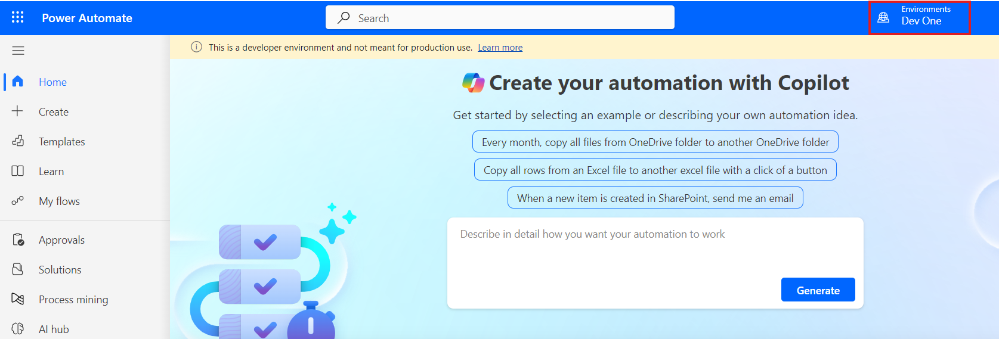 Power Automate
Search
Environments
Dev One
This is a developer environment and not meant for production use. Learn more
Home
Create
Templates
Learn
My flows
Approvals
Solutions
Process mining
AI hub
Create your automation with Copilot
Get started by selecting an example or describing your own automation idea.
Every month, copy all files from OneDrive folder to another OneDrive folder
Copy all rows from an Excel file to another excel file with a click of a button
When a new item is created in SharePoint, send me an email
Describe in detail how you want your automation to work
Generate